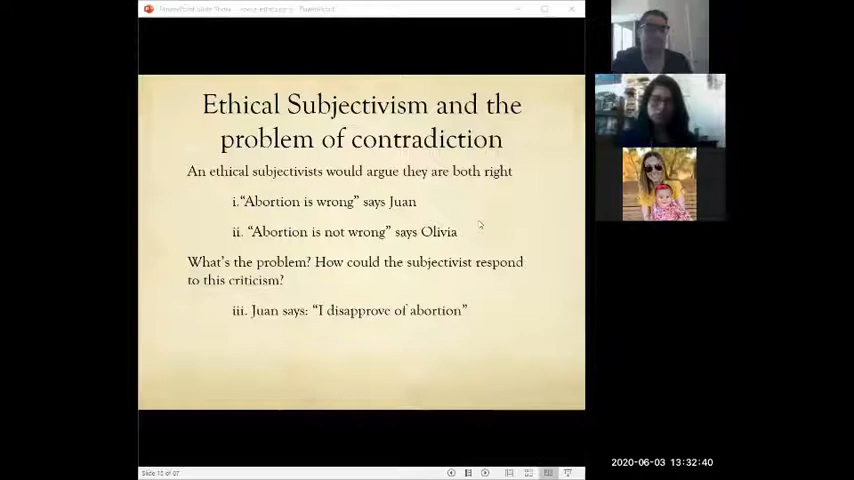 Ethical Subjectivism and the
problem of contradiction
An ethical subjectivists would argue they are both right
i.“Abortion is wrong” says Juan
ii. “Abortion is not wrong” says Olivia
What’s the problem? How could the subjectivist respond
to this criticism?
iii. Juan says: “I disapprove of abortion”
2020-06-03 13:32:40